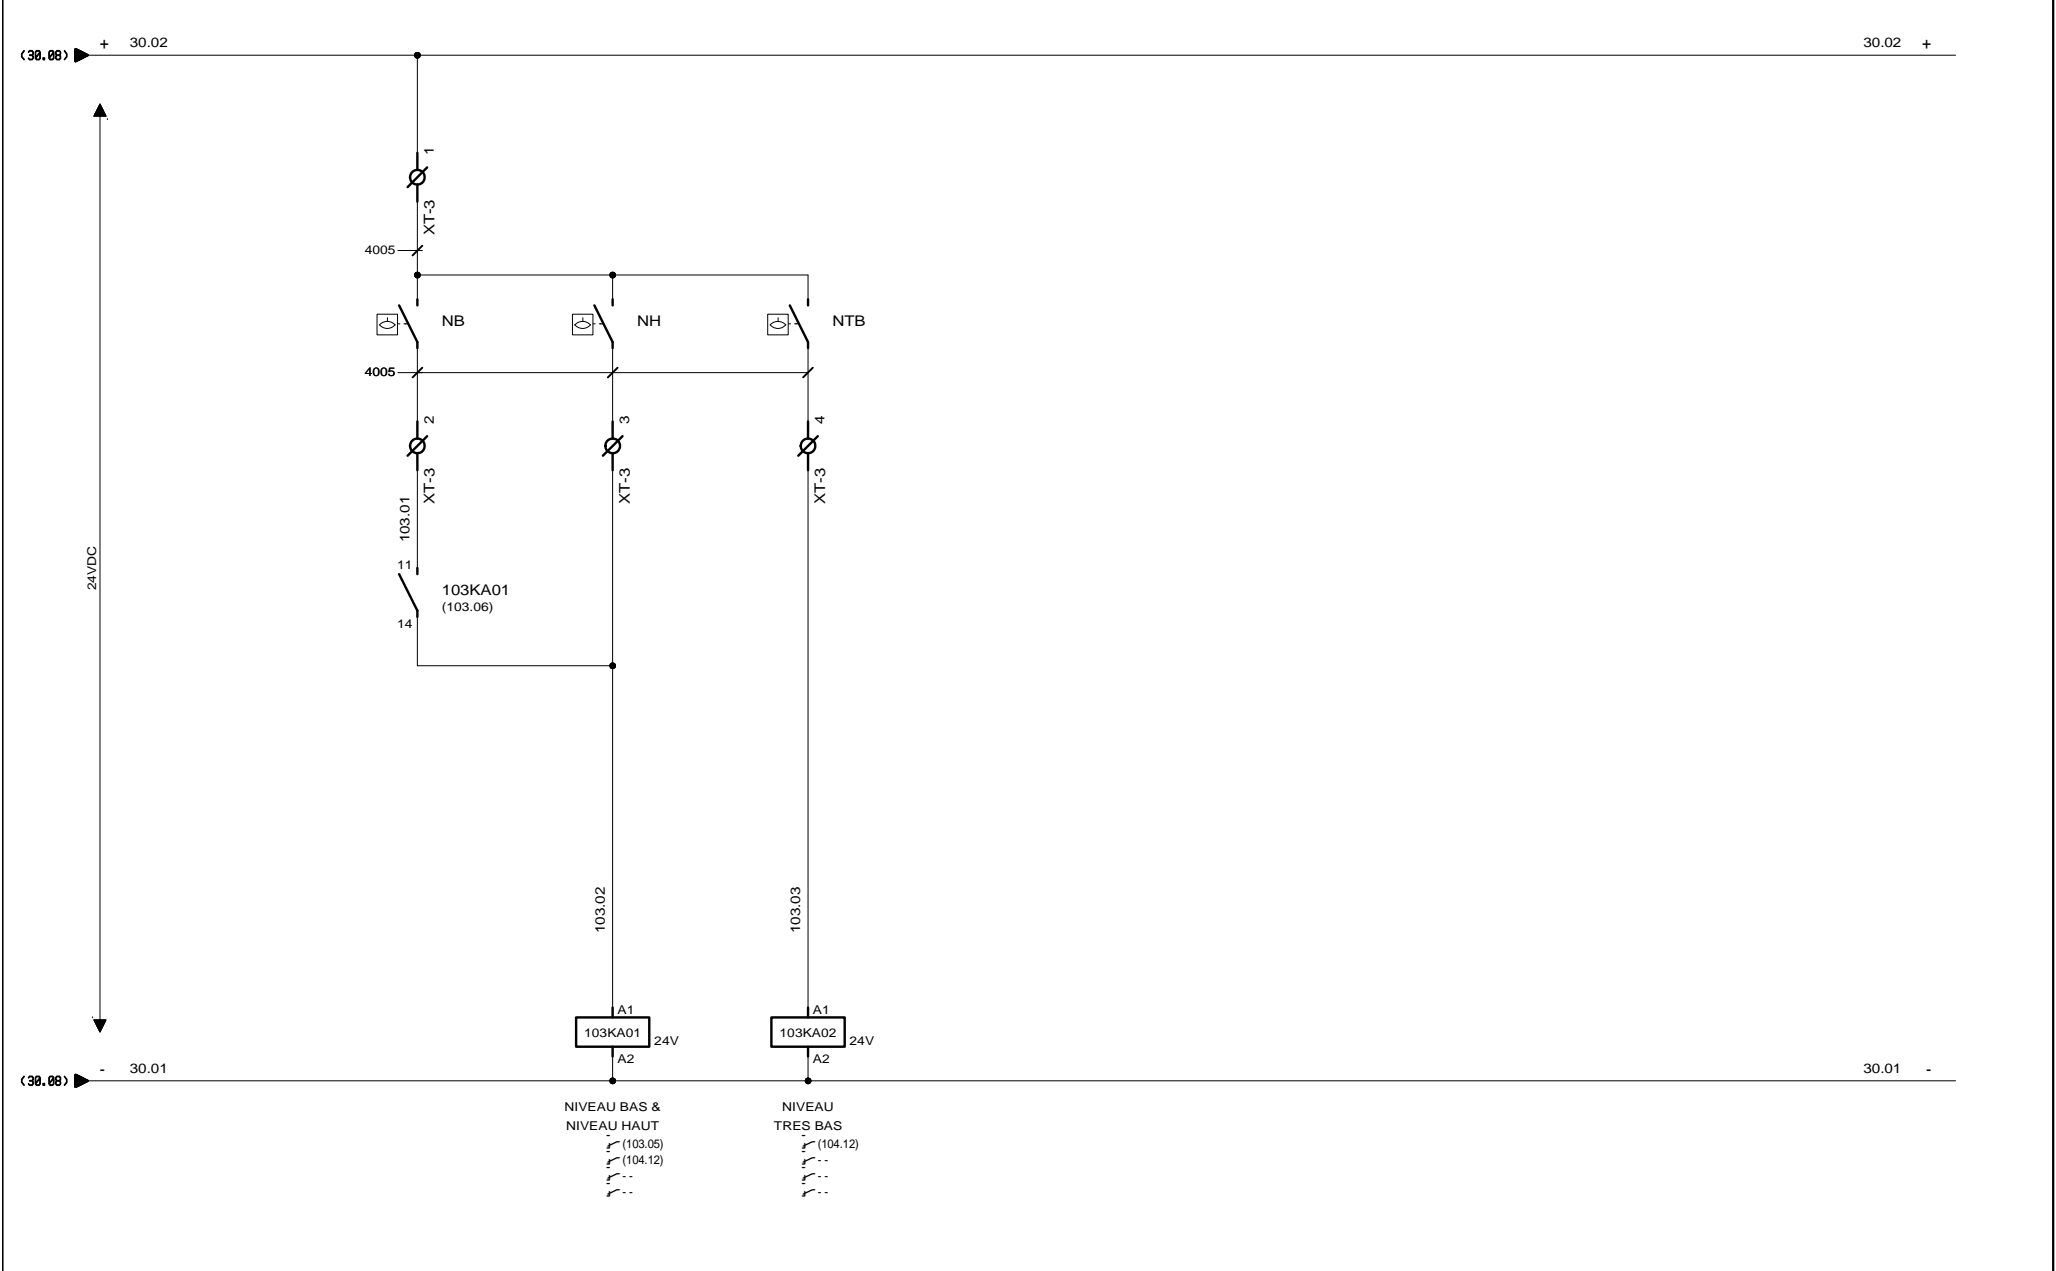 + 30.02 30.02 +
(30.08)
1
XT-3
4005
NB NH NTB
4005
2 3 4
XT-3 XT-3 XT-3
103.01
24VDC
11
103KA01
(103.06)
14
103.02 103.03
A1 A1
103KA01 24V 103KA02 24V
A2 A2
- 30.01 30.01 -
(30.08)
NIVEAU BAS & NIVEAU
NIVEAU HAUT TRES BAS
(103.05) (104.12)
(104.12) - -
- - - -
- - - -